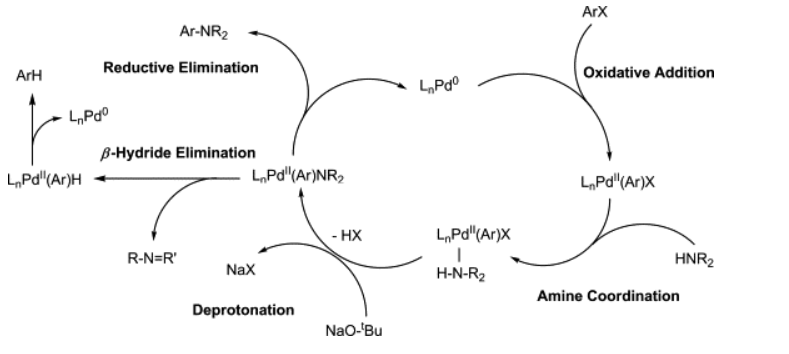 ArX
Ar-NR₂
Reductive Elimination
Oxidative Addition
ArH
LₙPd⁰
LₙPd⁰
β-Hydride Elimination
LₙPdᴵᴵ(Ar)H
LₙPdᴵᴵ(Ar)NR₂
LₙPdᴵᴵ(Ar)X
- HX
LₙPdᴵᴵ(Ar)X
H-N-R₂
R-N=R'
NaX
HNR₂
Amine Coordination
Deprotonation
NaO-ᵗBu